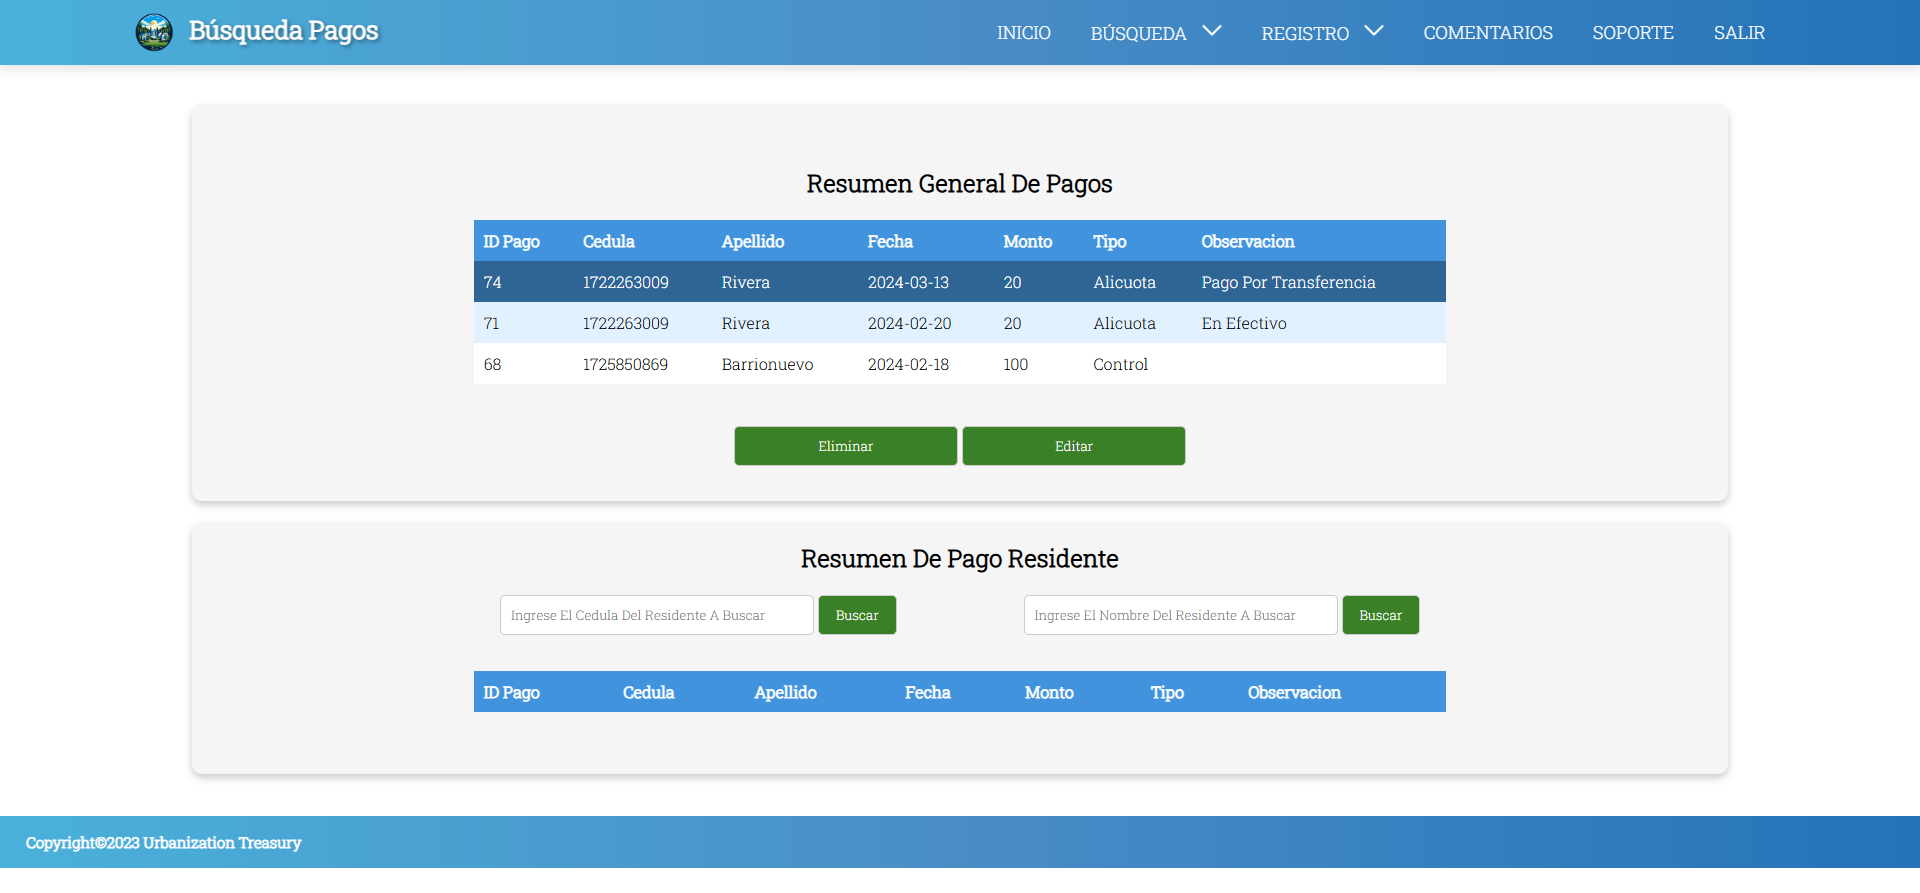 Búsqueda Pagos INICIO BÚSQUEDA REGISTRO COMENTARIOS SOPORTE SALIR
Resumen General De Pagos
ID Pago Cedula Apellido Fecha Monto Tipo Observacion
74 1722263009 Rivera 2024-03-13 20 Alicuota Pago Por Transferencia
71 1722263009 Rivera 2024-02-20 20 Alicuota En Efectivo
68 1725850869 Barrionuevo 2024-02-18 100 Control
Eliminar Editar
Resumen De Pago Residente
Ingrese El Cedula Del Residente A Buscar Buscar Ingrese El Nombre Del Residente A Buscar Buscar
ID Pago Cedula Apellido Fecha Monto Tipo Observacion
Copyright©2023 Urbanization Treasury